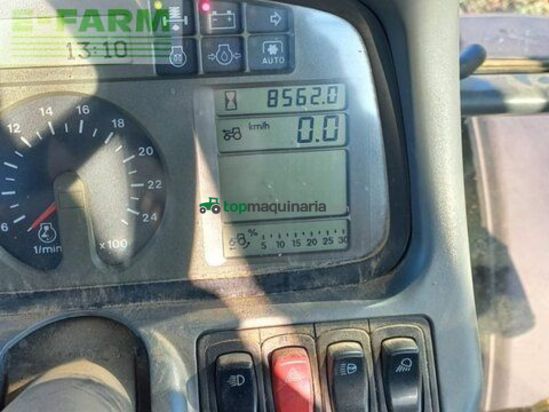 E-FARM
13:10
AUTO
8562.0
km/h
0.0
topmaquinaria
%
5 10 15 20 25 30
6 12 14 16 18 20 22 24
1/min
x100